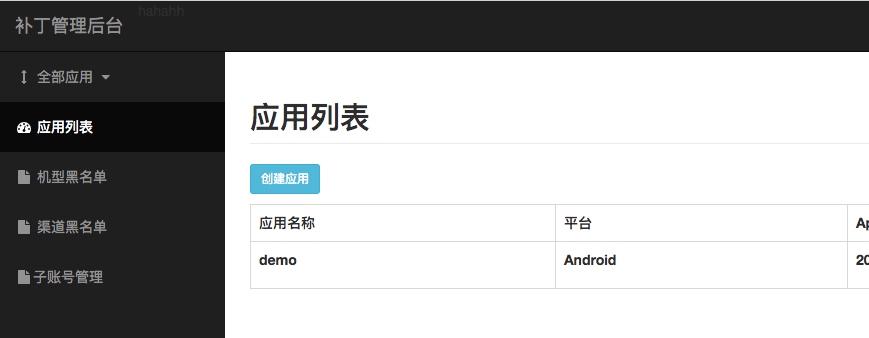 hahahh
补丁管理后台
全部应用
应用列表
机型黑名单
渠道黑名单
子账号管理
应用列表
创建应用
应用名称 平台 Ap
demo Android 20